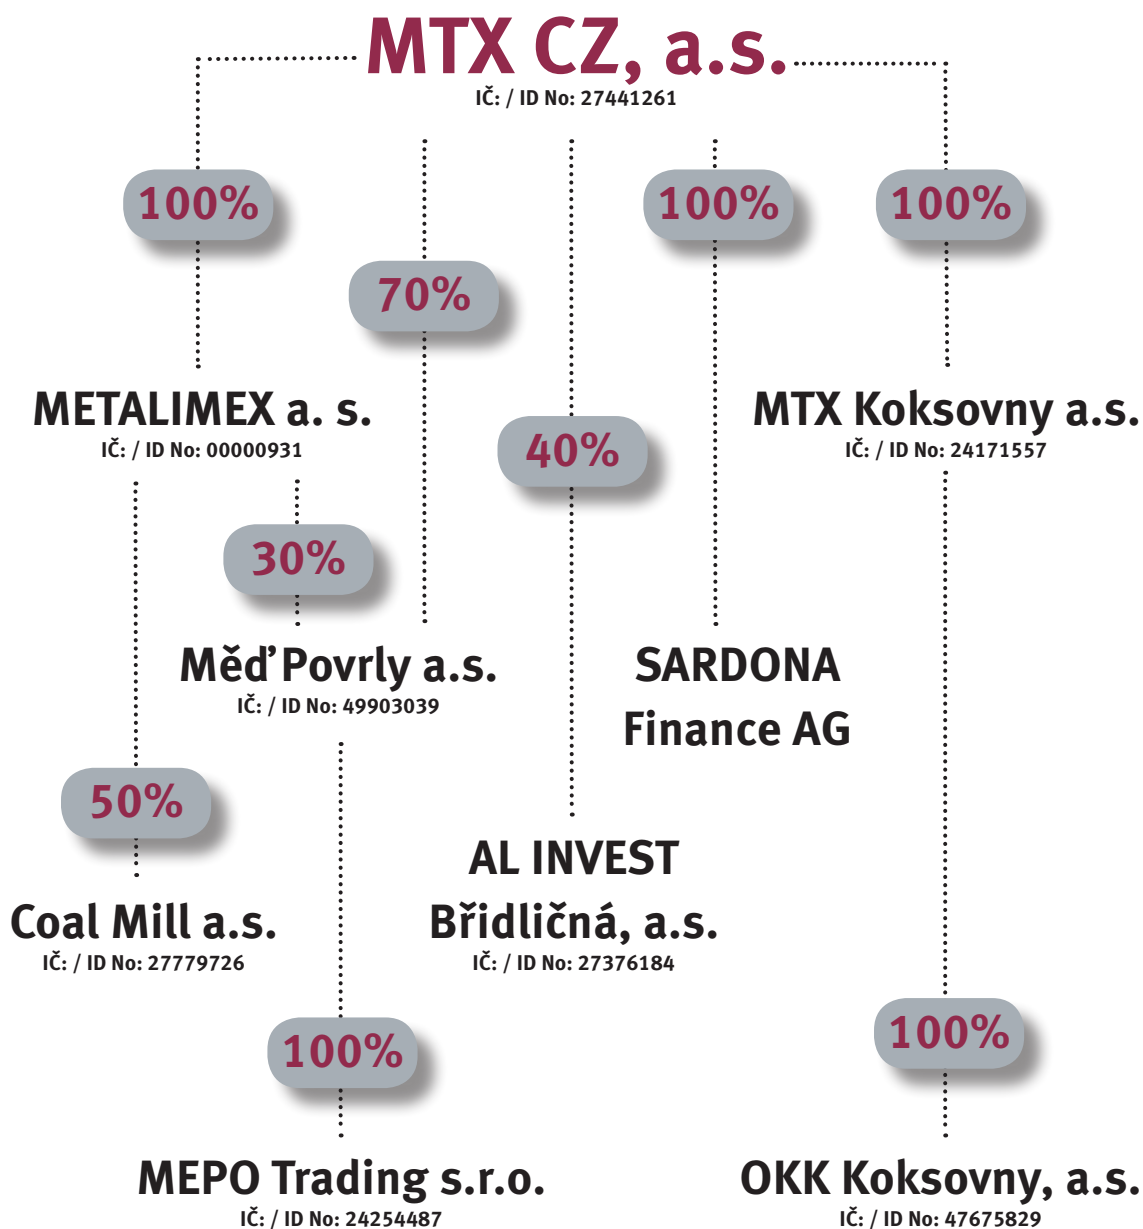 MTX CZ, a.s.
IČ: / ID No: 27441261
100%
100%
100%
70%
METALIMEX a. s.
IČ: / ID No: 00000931
MTX Koksovny a.s.
IČ: / ID No: 24171557
40%
30%
Měď Povrly a.s.
IČ: / ID No: 49903039
SARDONA
Finance AG
50%
AL INVEST
Břidličná, a.s.
IČ: / ID No: 27376184
Coal Mill a.s.
IČ: / ID No: 27779726
100%
100%
MEPO Trading s.r.o.
IČ: / ID No: 24254487
OKK Koksovny, a.s.
IČ: / ID No: 47675829